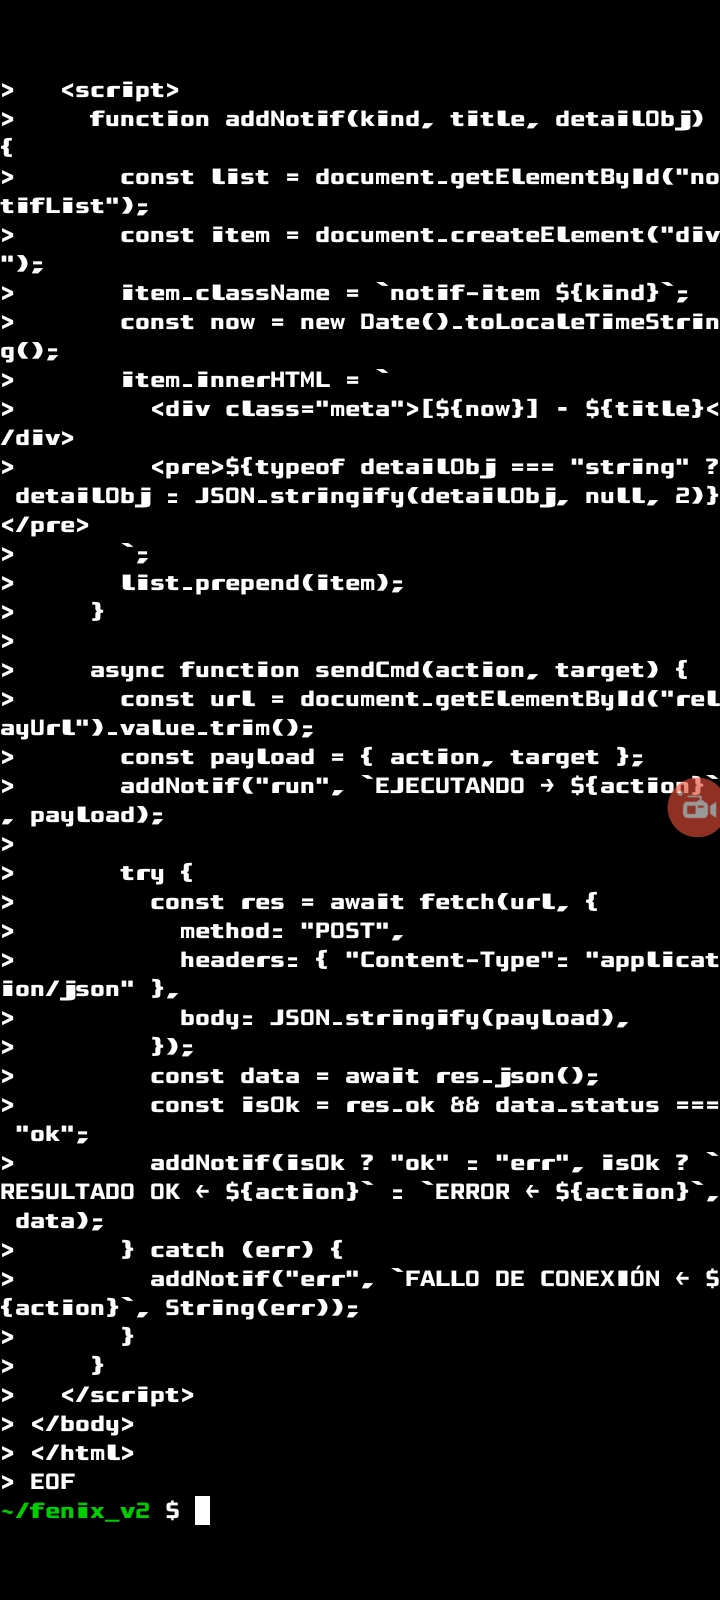 >   <script>
>     function addNotif(kind, title, detailObj)
{
>       const list = document.getElementById("no
tifList");
>       const item = document.createElement("div
");
>       item.className = `notif-item ${kind}`;
>       const now = new Date().toLocaleTimeStrin
g();
>       item.innerHTML = `
>         <div class="meta">[${now}] - ${title}<
/div>
>         <pre>${typeof detailObj === "string" ?
 detailObj : JSON.stringify(detailObj, null, 2)}
</pre>
>       `;
>       list.prepend(item);
>     }
>
>     async function sendCmd(action, target) {
>       const url = document.getElementById("rel
ayUrl").value.trim();
>       const payload = { action, target };
>       addNotif("run", `EJECUTANDO → ${action}`
, payload);
>
>       try {
>         const res = await fetch(url, {
>           method: "POST",
>           headers: { "Content-Type": "applicat
ion/json" },
>           body: JSON.stringify(payload),
>         });
>         const data = await res.json();
>         const isOk = res.ok && data.status ===
 "ok";
>         addNotif(isOk ? "ok" : "err", isOk ? `
RESULTADO OK ← ${action}` : `ERROR ← ${action}`,
 data);
>       } catch (err) {
>         addNotif("err", `FALLO DE CONEXIÓN ← $
{action}`, String(err));
>       }
>     }
>   </script>
> </body>
> </html>
> EOF
~/fenix_v2 $